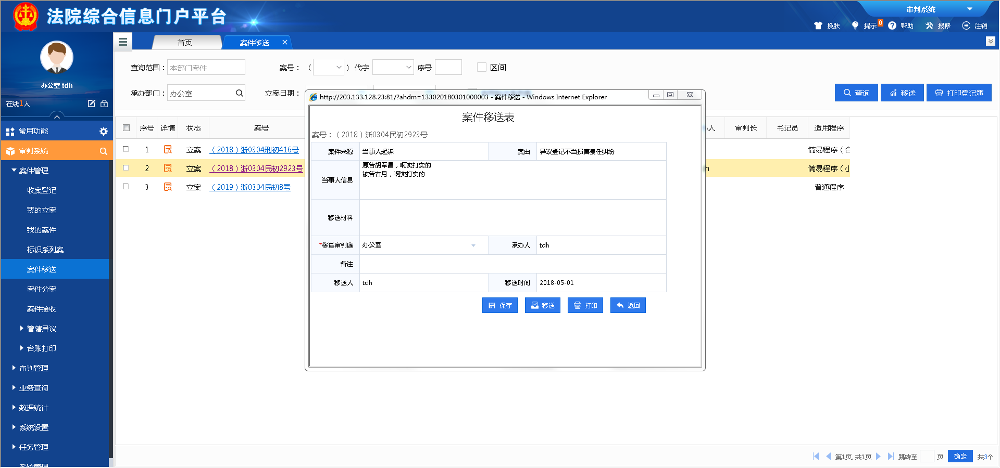 法院综合信息门户平台
审判系统
换肤 提示 0 帮助 报修 注销
首页 案件移送
办公室 tdh
在线1人
常用功能
审判系统
案件管理
收案登记
我的立案
我的案件
标识系列案
案件移送
案件分案
案件接收
管辖异议
台账打印
审判管理
业务查询
数据统计
系统设置
任务管理
系统管理
查询范围： 本部门案件 案号： （ ） 代字 序号 区间
承办部门： 办公室 立案日期：
查询 移送 打印登记簿
序号 详情 状态 案号 审判长 书记员 适用程序
1 立案 （2018）浙0304刑初416号 简易程序（合
2 立案 （2018）浙0304民初2923号 简易程序（小
3 立案 （2019）浙0304民初8号 普通程序
http://203.133.128.23:81/?ahdm=133020180301000003 - 案件移送 - Windows Internet Explorer
案件移送表
案号：（2018）浙0304民初2923号
案件来源 当事人起诉 案由 异议登记不当损害责任纠纷
当事人信息 原告胡军昌，啊实打实的
被告古月，啊实打实的
移送材料
*移送审判庭 办公室 承办人 tdh
备注
移送人 tdh 移送时间 2018-05-01
保存 移送 打印 返回
第1页, 共1页 跳转至 页 确定 共3个